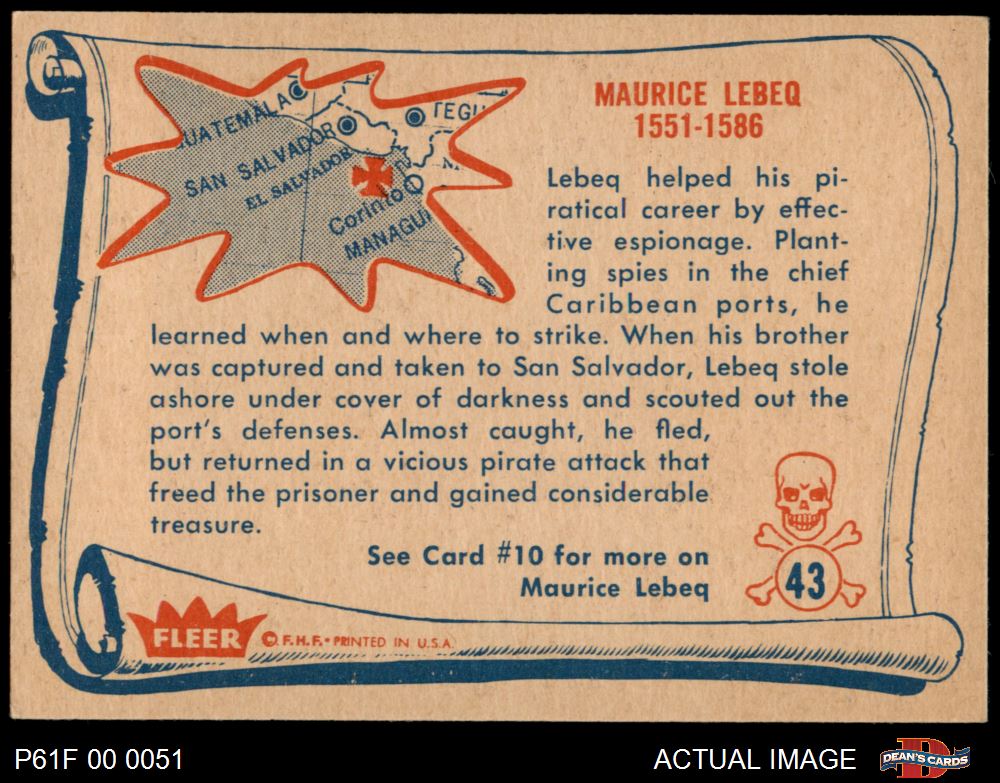 GUATEMALA
SAN SALVADOR
EL SALVADOR
TEGU
Corinto
MANAGU
MAURICE LEBEQ
1551-1586
Lebeq helped his pi-
ratical career by effec-
tive espionage. Plant-
ing spies in the chief
Caribbean ports, he
learned when and where to strike. When his brother
was captured and taken to San Salvador, Lebeq stole
ashore under cover of darkness and scouted out the
port's defenses. Almost caught, he fled,
but returned in a vicious pirate attack that
freed the prisoner and gained considerable
treasure.
See Card #10 for more on
Maurice Lebeq
43
FLEER © F.H.F. • PRINTED IN U.S.A.
P61F 00 0051 ACTUAL IMAGE DEAN'S CARDS